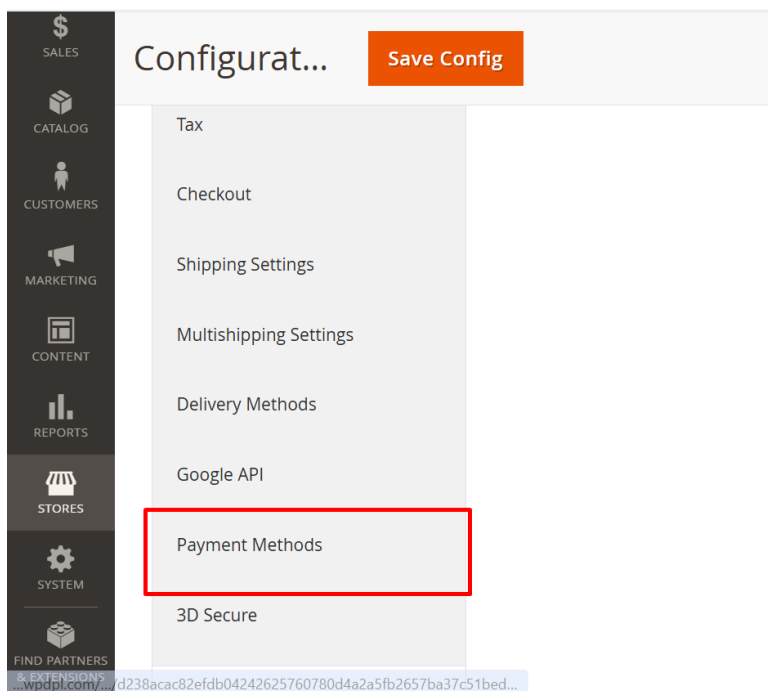 SALES
CATALOG
CUSTOMERS
MARKETING
CONTENT
REPORTS
STORES
SYSTEM
FIND PARTNERS
& EXTENSIONS
Configurat...
Save Config
Tax
Checkout
Shipping Settings
Multishipping Settings
Delivery Methods
Google API
Payment Methods
3D Secure
...wpdpl.com/.../d238acac82efdb04242625760780d4a2a5fb2657ba37c51bed...